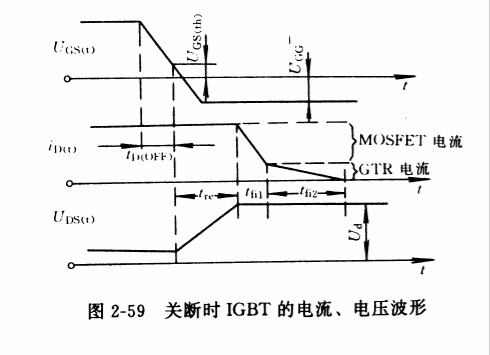 U_GS(t)
U_GS(th)
U_GG^-
t
i_D(t)
t_D(OFF)
MOSFET 电流
GTR 电流
t
t_re
t_fi1
t_fi2
U_DS(t)
U_d
t
图 2-59 关断时 IGBT 的电流、电压波形